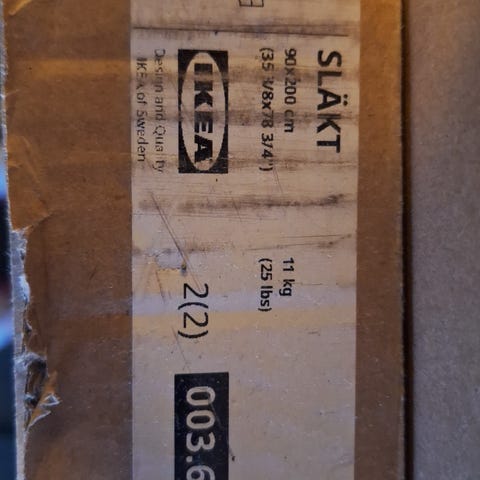 SLÄKT
90x200 cm
(35 3/8x78 3/4")
11 kg
(25 lbs)
IKEA
Design and Quality
IKEA of Sweden
2(2)
003.6